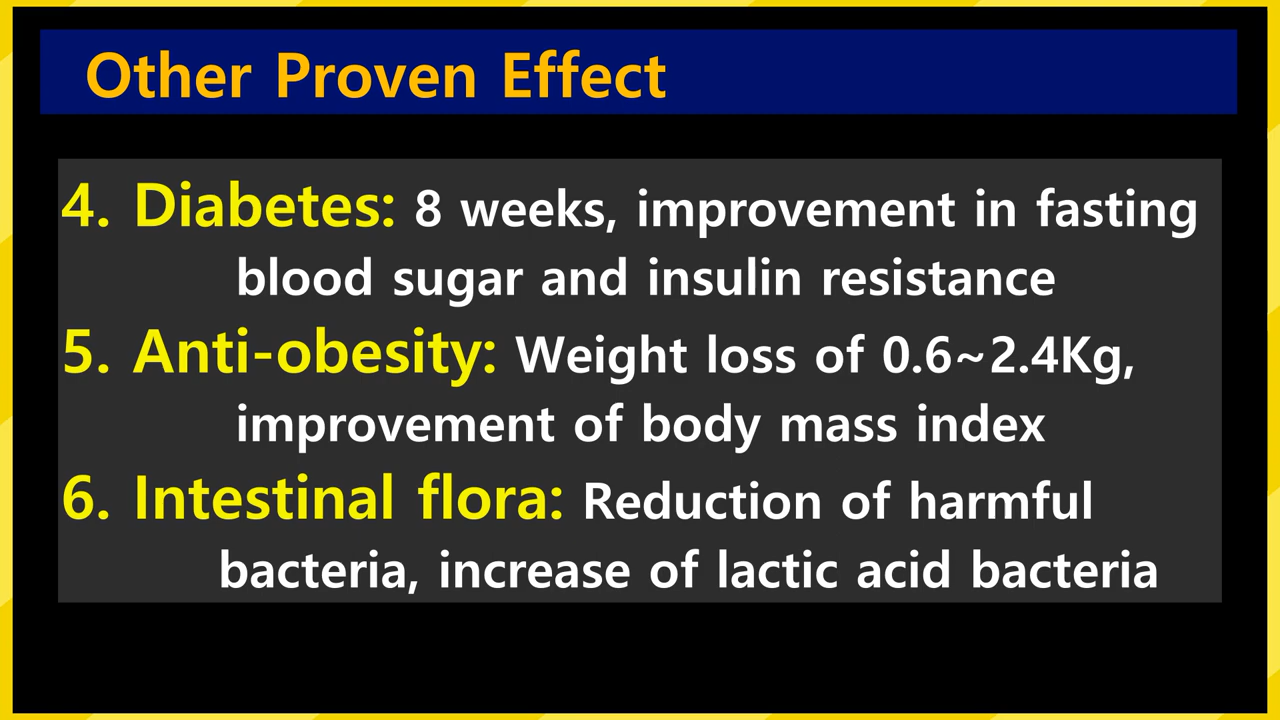 Other Proven Effect
4. Diabetes: 8 weeks, improvement in fasting
blood sugar and insulin resistance
5. Anti-obesity: Weight loss of 0.6~2.4Kg,
improvement of body mass index
6. Intestinal flora: Reduction of harmful
bacteria, increase of lactic acid bacteria